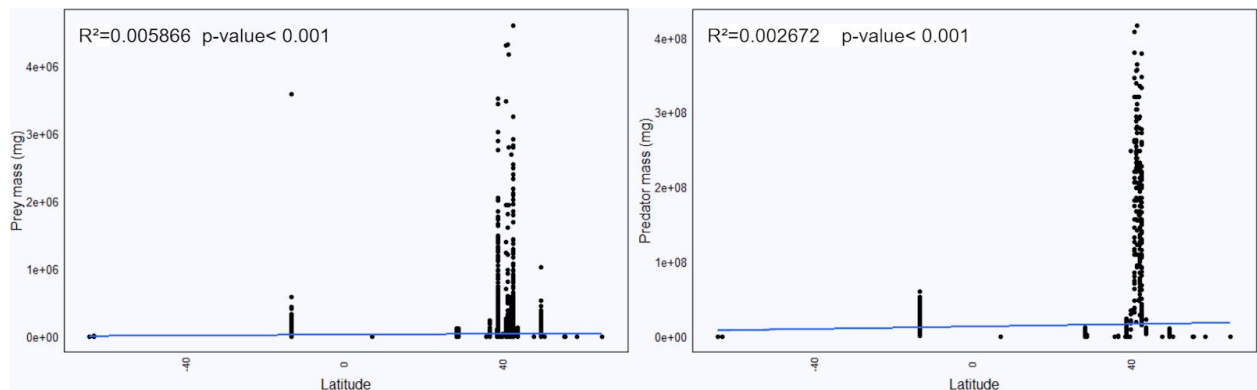 R²=0.005866 p-value< 0.001
Prey mass (mg)
4e+06
3e+06
2e+06
1e+06
0e+00
-40
0
40
Latitude
R²=0.002672 p-value< 0.001
Predator mass (mg)
4e+08
3e+08
2e+08
1e+08
0e+00
-40
0
40
Latitude